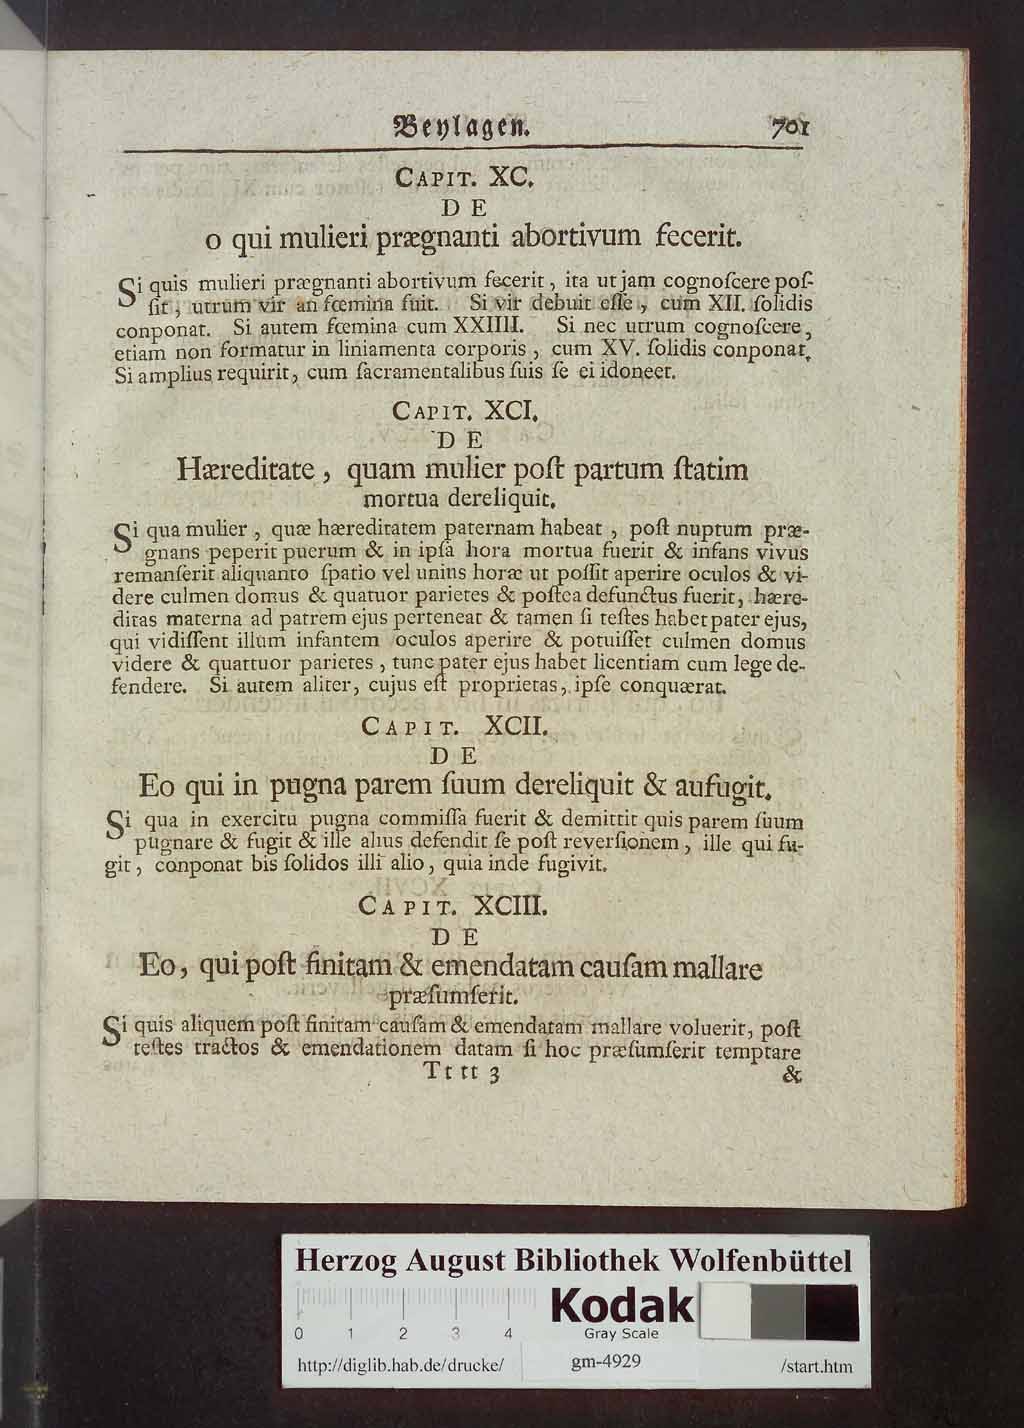 Beylagen. 701
CAPIT. XC.
D E
o qui mulieri prægnanti abortivum fecerit.
Si quis mulieri prægnanti abortivum fecerit, ita ut jam cognoſcere poſ-
ſit, utrum vir an fœmina fuit. Si vir debuit eſſe, cum XII. ſolidis
conponat. Si autem fœmina cum XXIIII. Si nec utrum cognoſcere,
etiam non formatur in liniamenta corporis, cum XV. ſolidis conponat.
Si amplius requirit, cum ſacramentalibus ſuis ſe ei idoneet.
CAPIT. XCI.
D E
Hæreditate, quam mulier poſt partum ſtatim
mortua dereliquit.
Si qua mulier, quæ hæreditatem paternam habeat, poſt nuptum præ-
gnans peperit puerum & in ipſa hora mortua fuerit & infans vivus
remanſerit aliquanto ſpatio vel unius horæ ut poſſit aperire oculos & vi-
dere culmen domus & quatuor parietes & poſtea defunctus fuerit, hære-
ditas materna ad patrem ejus perteneat & tamen ſi teſtes habet pater ejus,
qui vidiſſent illum infantem oculos aperire & potuiſſet culmen domus
videre & quattuor parietes, tunc pater ejus habet licentiam cum lege de-
fendere. Si autem aliter, cujus eſt proprietas, ipſe conquærat.
CAPIT. XCII.
D E
Eo qui in pugna parem ſuum dereliquit & aufugit.
Si qua in exercitu pugna commiſſa fuerit & demittit quis parem ſuum
pugnare & fugit & ille alius defendit ſe poſt reverſionem, ille qui fu-
git, conponat bis ſolidos illi alio, quia inde fugivit.
CAPIT. XCIII.
D E
Eo, qui poſt finitam & emendatam cauſam mallare
præſumſerit.
Si quis aliquem poſt finitam cauſam & emendatam mallare voluerit, poſt
teſtes tractos & emendationem datam ſi hoc præſumſerit temptare
Tt tt 3 &
Herzog August Bibliothek Wolfenbüttel
Kodak
0 1 2 3 4 Gray Scale
http://diglib.hab.de/drucke/ gm-4929 /start.htm